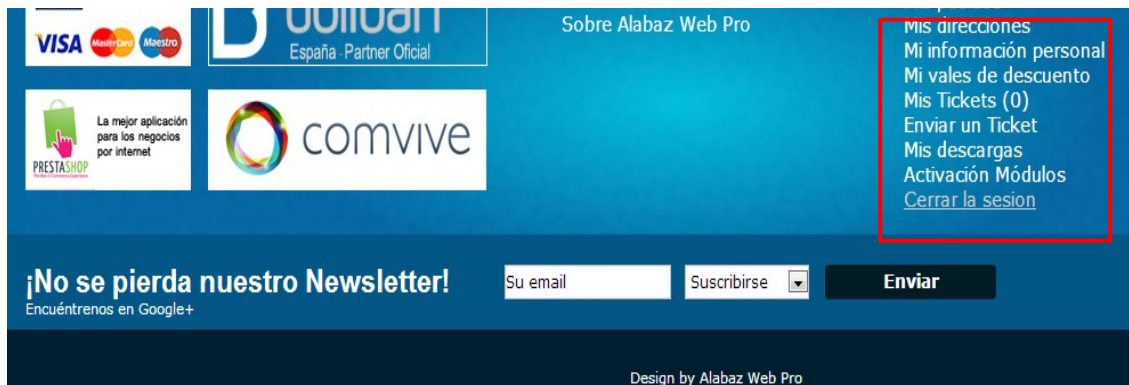 VISA MasterCard Maestro
España - Partner Oficial
La mejor aplicación
para los negocios
por internet
PRESTASHOP
comvive
Sobre Alabaz Web Pro
Mis direcciones
Mi información personal
Mi vales de descuento
Mis Tickets (0)
Enviar un Ticket
Mis descargas
Activación Módulos
Cerrar la sesion
¡No se pierda nuestro Newsletter!
Encuéntrenos en Google+
Su email
Suscribirse
Enviar
Design by Alabaz Web Pro